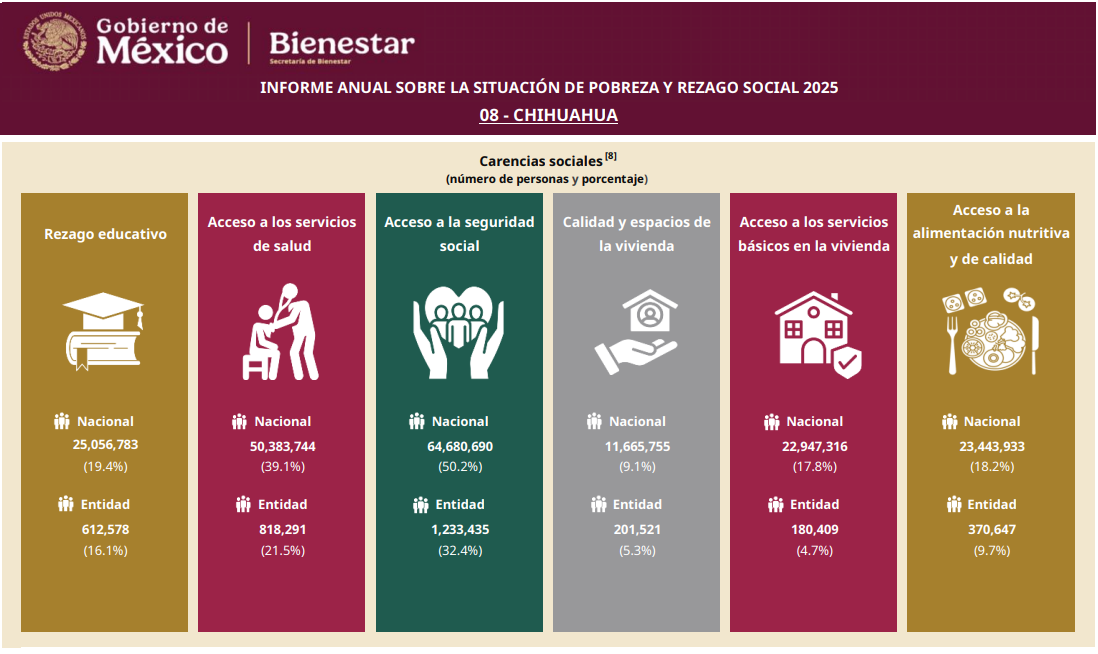 Gobierno de
México
Bienestar
Secretaría de Bienestar
INFORME ANUAL SOBRE LA SITUACIÓN DE POBREZA Y REZAGO SOCIAL 2025
08 - CHIHUAHUA
Carencias sociales [8]
(número de personas y porcentaje)
Rezago educativo
Nacional
25,056,783
(19.4%)
Entidad
612,578
(16.1%)
Acceso a los servicios
de salud
Nacional
50,383,744
(39.1%)
Entidad
818,291
(21.5%)
Acceso a la seguridad
social
Nacional
64,680,690
(50.2%)
Entidad
1,233,435
(32.4%)
Calidad y espacios de
la vivienda
Nacional
11,665,755
(9.1%)
Entidad
201,521
(5.3%)
Acceso a los servicios
básicos en la vivienda
Nacional
22,947,316
(17.8%)
Entidad
180,409
(4.7%)
Acceso a la
alimentación nutritiva
y de calidad
Nacional
23,443,933
(18.2%)
Entidad
370,647
(9.7%)